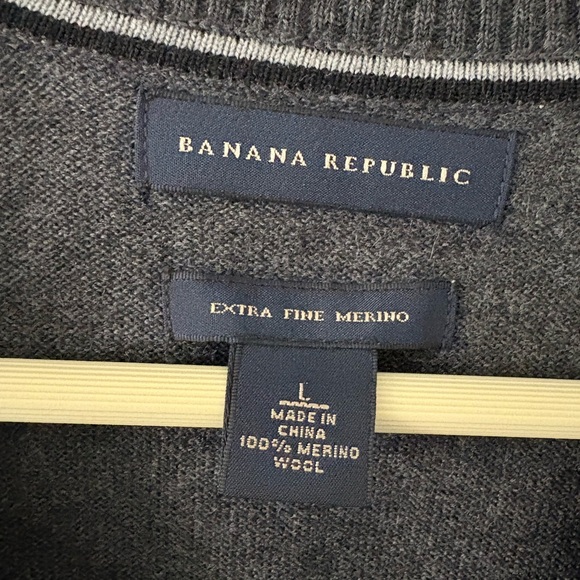 BANANA REPUBLIC
EXTRA FINE MERINO
L
MADE IN
CHINA
100% MERINO
WOOL